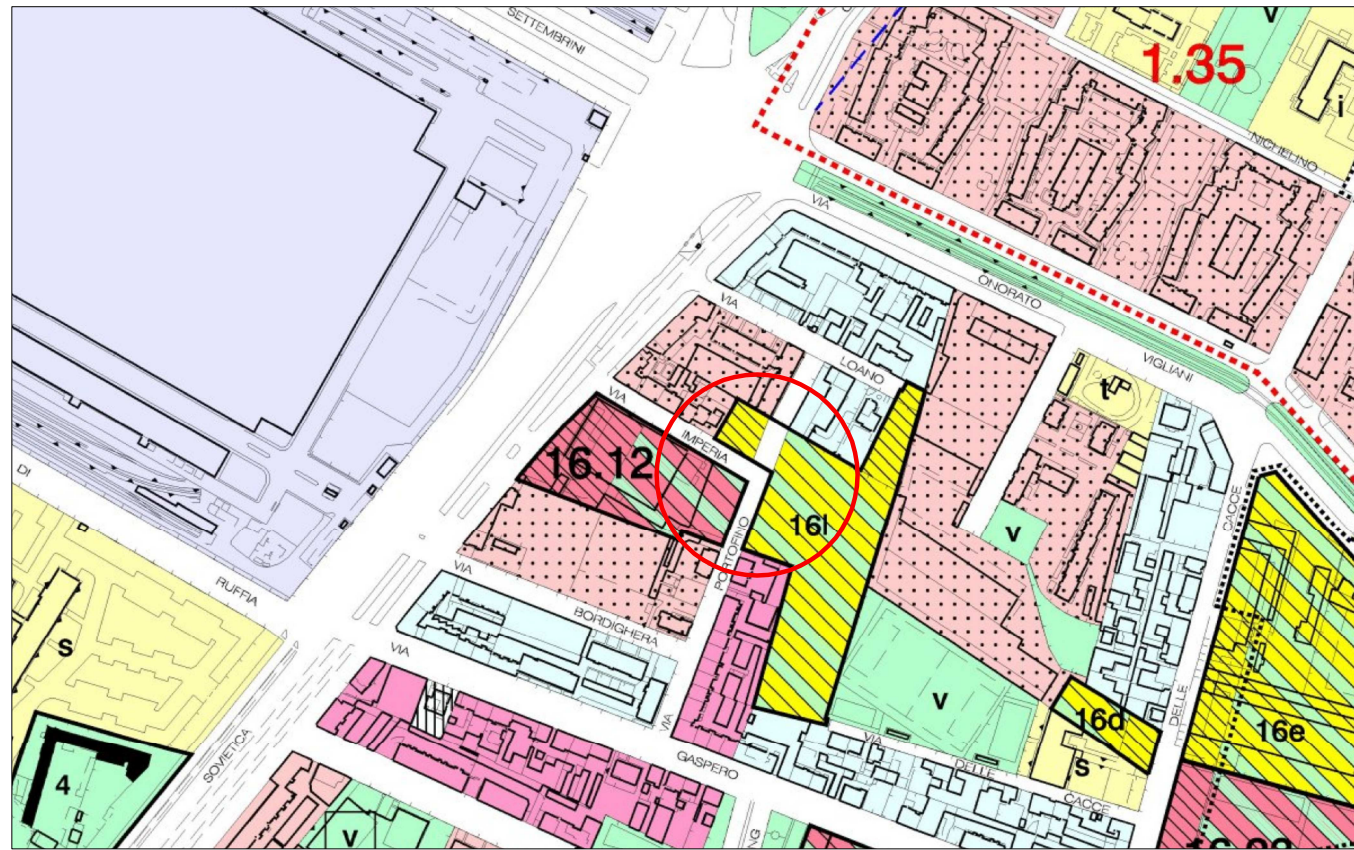 SETTEMBRINI
v
1.35
i
NICHELINO
VIA
ONORATO
VIGLIANI
VIA
LOANO
t
VIA
IMPERIA
16.12
16l
PORTOFINO
v
CACCE
DI
RUFFIA
VIA
BORDIGHERA
s
v
DELLE
16d
16e
VIA
SOVIETICA
VIA
GASPERO
VIA
DELLE
CACCE
s
4
v